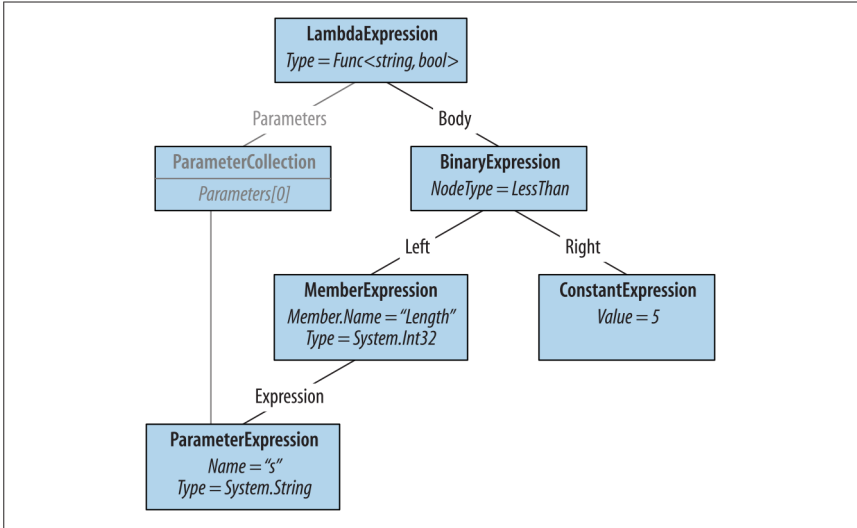 LambdaExpression
Type = Func<string, bool>
Parameters
Body
ParameterCollection
Parameters[0]
BinaryExpression
NodeType = LessThan
Left
Right
MemberExpression
Member.Name = “Length”
Type = System.Int32
ConstantExpression
Value = 5
Expression
ParameterExpression
Name = “s”
Type = System.String